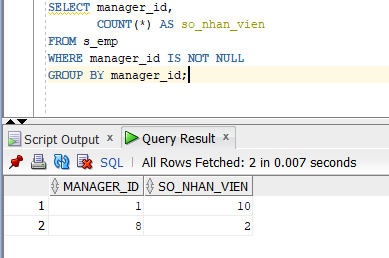 SELECT manager_id,
COUNT(*) AS so_nhan_vien
FROM s_emp
WHERE manager_id IS NOT NULL
GROUP BY manager_id;
Script Output × Query Result ×
SQL | All Rows Fetched: 2 in 0.007 seconds
MANAGER_ID SO_NHAN_VIEN
1 1 10
2 8 2